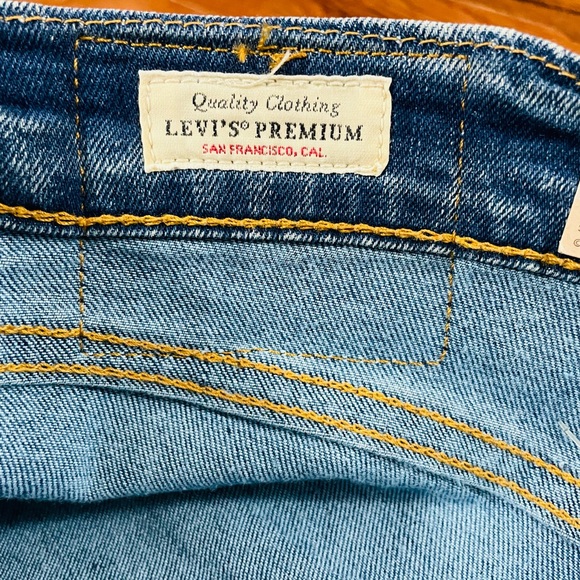 Quality Clothing
LEVI'S® PREMIUM
SAN FRANCISCO, CAL.